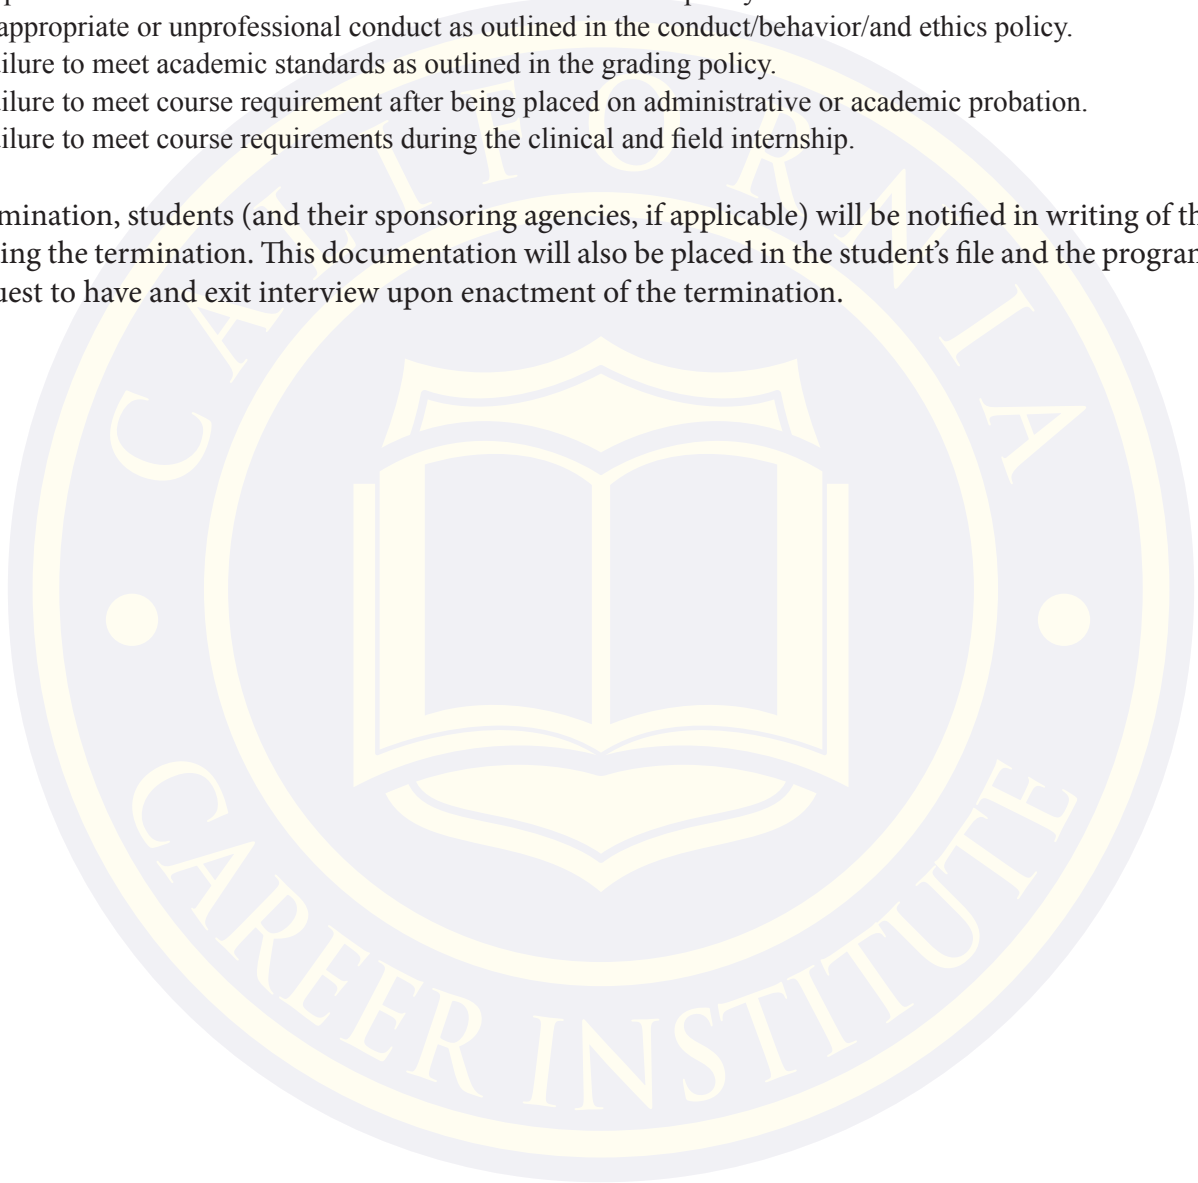 appropriate or unprofessional conduct as outlined in the conduct/behavior/and ethics policy.
ilure to meet academic standards as outlined in the grading policy.
ilure to meet course requirement after being placed on administrative or academic probation.
ilure to meet course requirements during the clinical and field internship.
mination, students (and their sponsoring agencies, if applicable) will be notified in writing of th
ing the termination. This documentation will also be placed in the student's file and the program
uest to have and exit interview upon enactment of the termination.
CALIFORNIA
CAREER INSTITUTE